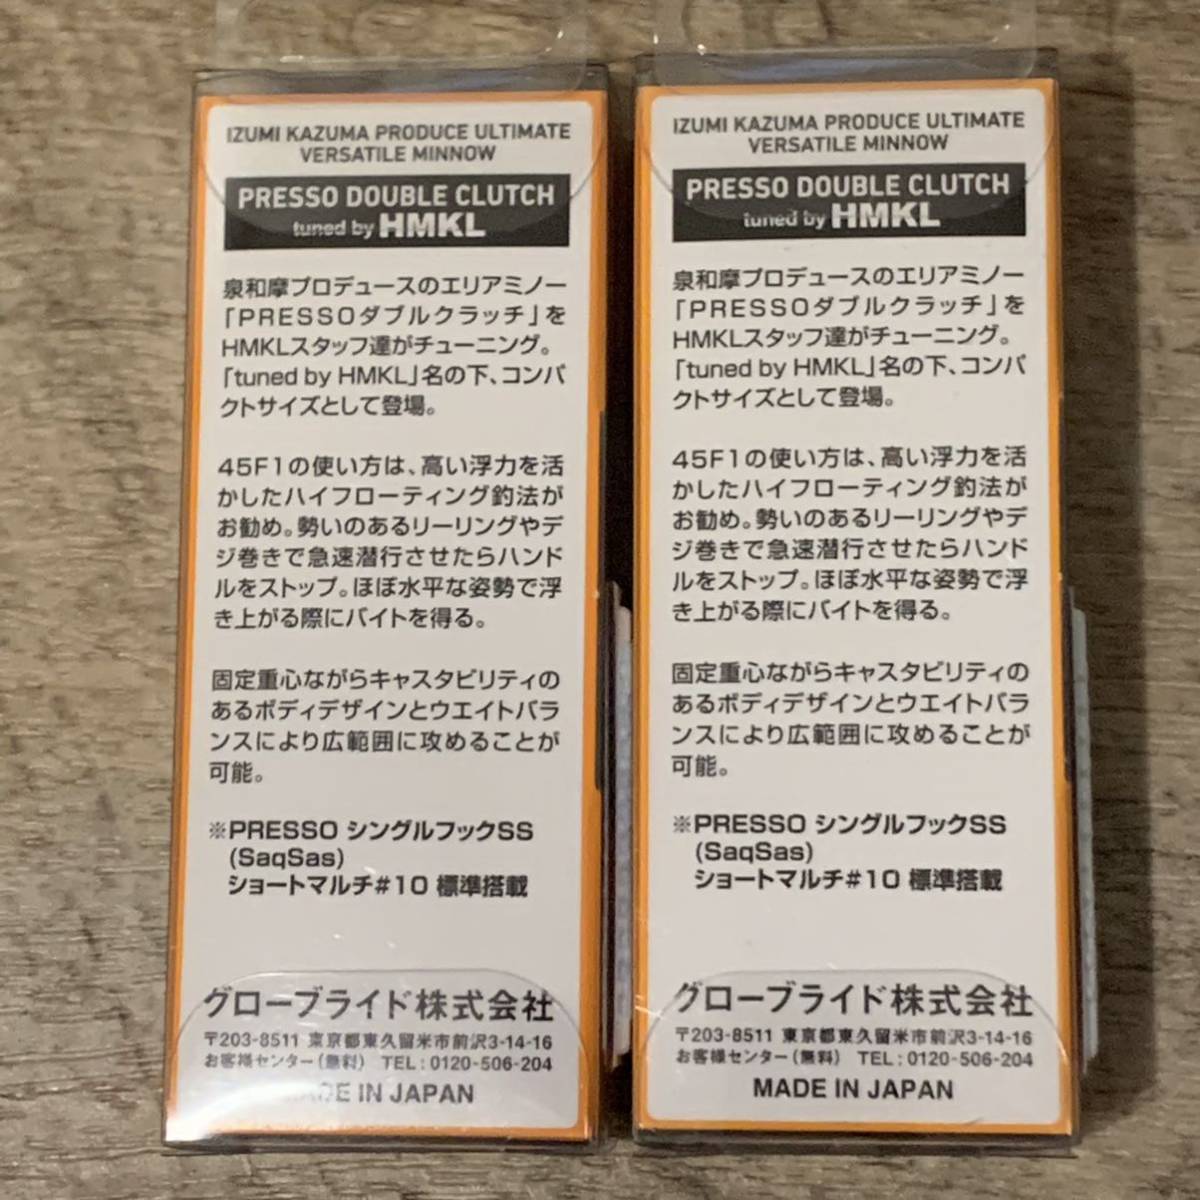 IZUMI KAZUMA PRODUCE ULTIMATE
VERSATILE MINNOW
PRESSO DOUBLE CLUTCH
tuned by HMKL
泉和摩プロデュースのエリアミノー
「PRESSOダブルクラッチ」を
HMKLスタッフ達がチューニング。
「tuned by HMKL」名の下、コンパ
クトサイズとして登場。
45F1の使い方は、高い浮力を活
かしたハイフローティング釣法が
お勧め。勢いのあるリーリングやデ
ジ巻きで急速潜行させたらハンド
ルをストップ。ほぼ水平な姿勢で浮
き上がる際にバイトを得る。
固定重心ながらキャスタビリティの
あるボディデザインとウエイトバラ
ンスにより広範囲に攻めることが
可能。
※PRESSO シングルフックSS
(SaqSas)
ショートマルチ#10 標準搭載
グローブライド株式会社
〒203-8511 東京都東久留米市前沢3-14-16
お客様センター(無料) TEL:0120-506-204
MADE IN JAPAN
IZUMI KAZUMA PRODUCE ULTIMATE
VERSATILE MINNOW
PRESSO DOUBLE CLUTCH
tuned by HMKL
泉和摩プロデュースのエリアミノー
「PRESSOダブルクラッチ」を
HMKLスタッフ達がチューニング。
「tuned by HMKL」名の下、コンパ
クトサイズとして登場。
45F1の使い方は、高い浮力を活
かしたハイフローティング釣法が
お勧め。勢いのあるリーリングやデ
ジ巻きで急速潜行させたらハンド
ルをストップ。ほぼ水平な姿勢で浮
き上がる際にバイトを得る。
固定重心ながらキャスタビリティの
あるボディデザインとウエイトバラ
ンスにより広範囲に攻めることが
可能。
※PRESSO シングルフックSS
(SaqSas)
ショートマルチ#10 標準搭載
グローブライド株式会社
〒203-8511 東京都東久留米市前沢3-14-16
お客様センター(無料) TEL:0120-506-204
MADE IN JAPAN